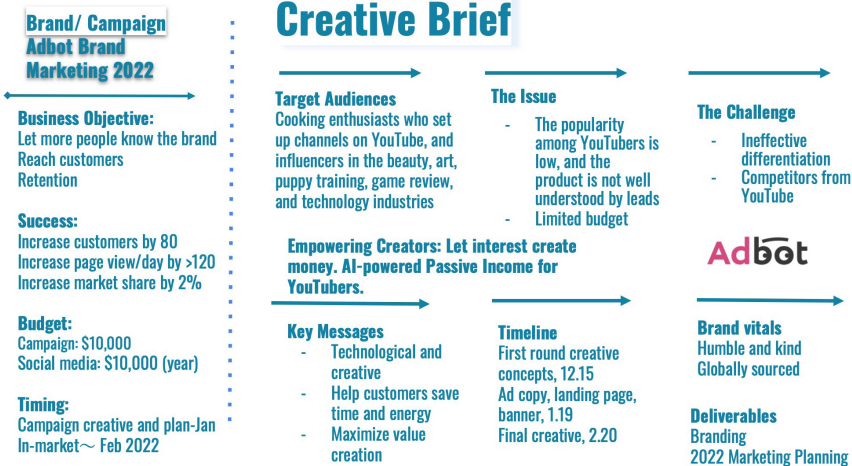 Brand/ Campaign
Adbot Brand
Marketing 2022
Business Objective:
Let more people know the brand
Reach customers
Retention
Success:
Increase customers by 80
Increase page view/day by >120
Increase market share by 2%
Budget:
Campaign: $10,000
Social media: $10,000 (year)
Timing:
Campaign creative and plan-Jan
In-market～ Feb 2022
Creative Brief
Target Audiences
Cooking enthusiasts who set
up channels on YouTube, and
influencers in the beauty, art,
puppy training, game review,
and technology industries
The Issue
- The popularity
among YouTubers is
low, and the
product is not well
understood by leads
- Limited budget
The Challenge
- Ineffective
differentiation
- Competitors from
YouTube
Empowering Creators: Let interest create
money. AI-powered Passive Income for
YouTubers.
Adbot
Key Messages
- Technological and
creative
- Help customers save
time and energy
- Maximize value
creation
Timeline
First round creative
concepts, 12.15
Ad copy, landing page,
banner, 1.19
Final creative, 2.20
Brand vitals
Humble and kind
Globally sourced
Deliverables
Branding
2022 Marketing Planning